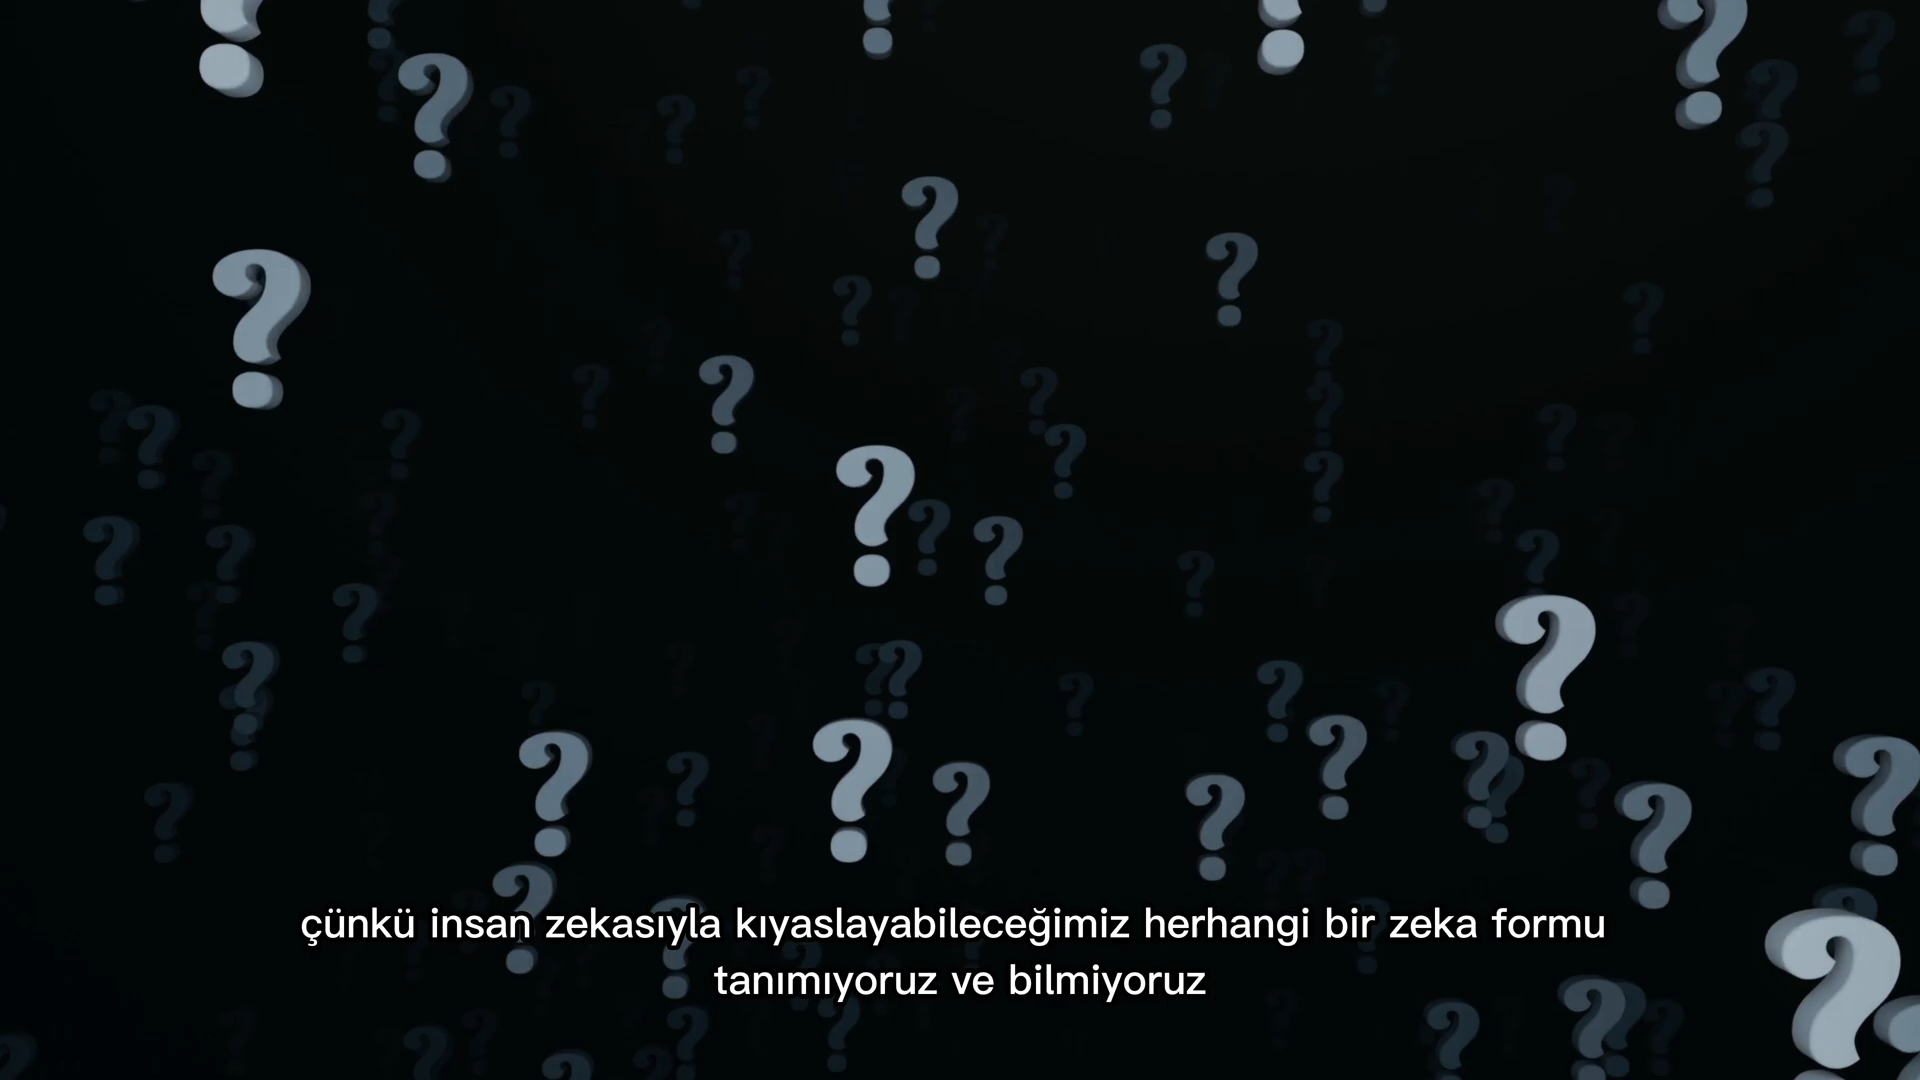 çünkü insan zekasıyla kıyaslayabileceğimiz herhangi bir zeka formu
tanımıyoruz ve bilmiyoruz